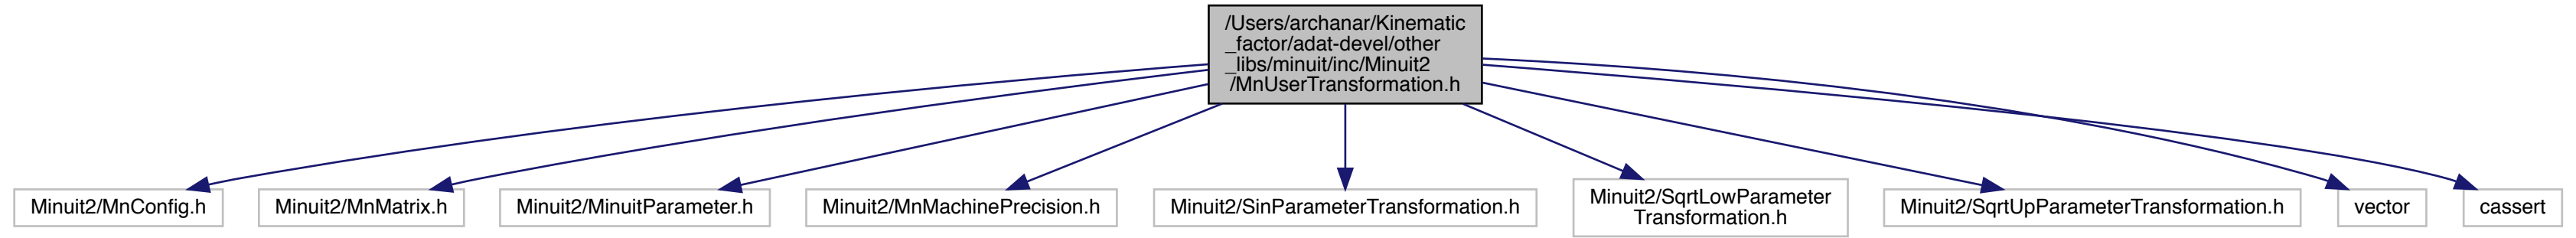 /Users/archanar/Kinematic
_factor/adat-devel/other
_libs/minuit/inc/Minuit2
/MnUserTransformation.h
Minuit2/MnConfig.h
Minuit2/MnMatrix.h
Minuit2/MinuitParameter.h
Minuit2/MnMachinePrecision.h
Minuit2/SinParameterTransformation.h
Minuit2/SqrtLowParameter
Transformation.h
Minuit2/SqrtUpParameterTransformation.h
vector
cassert